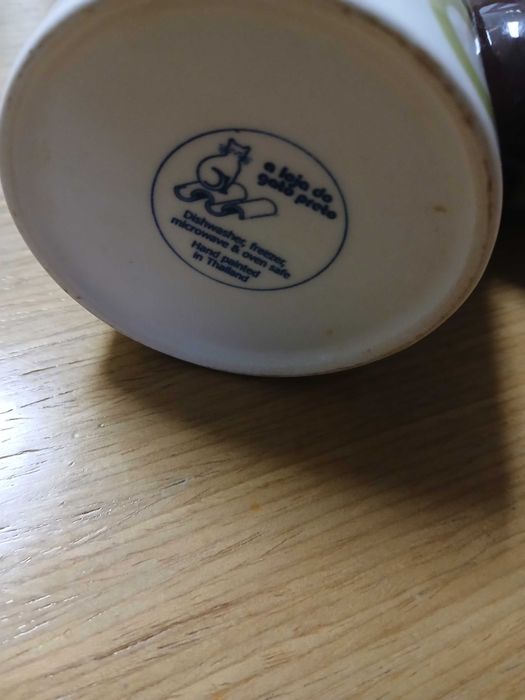 a loja do
gato preto
Dishwasher, freezer,
microwave & oven safe
Hand painted
in Thailand